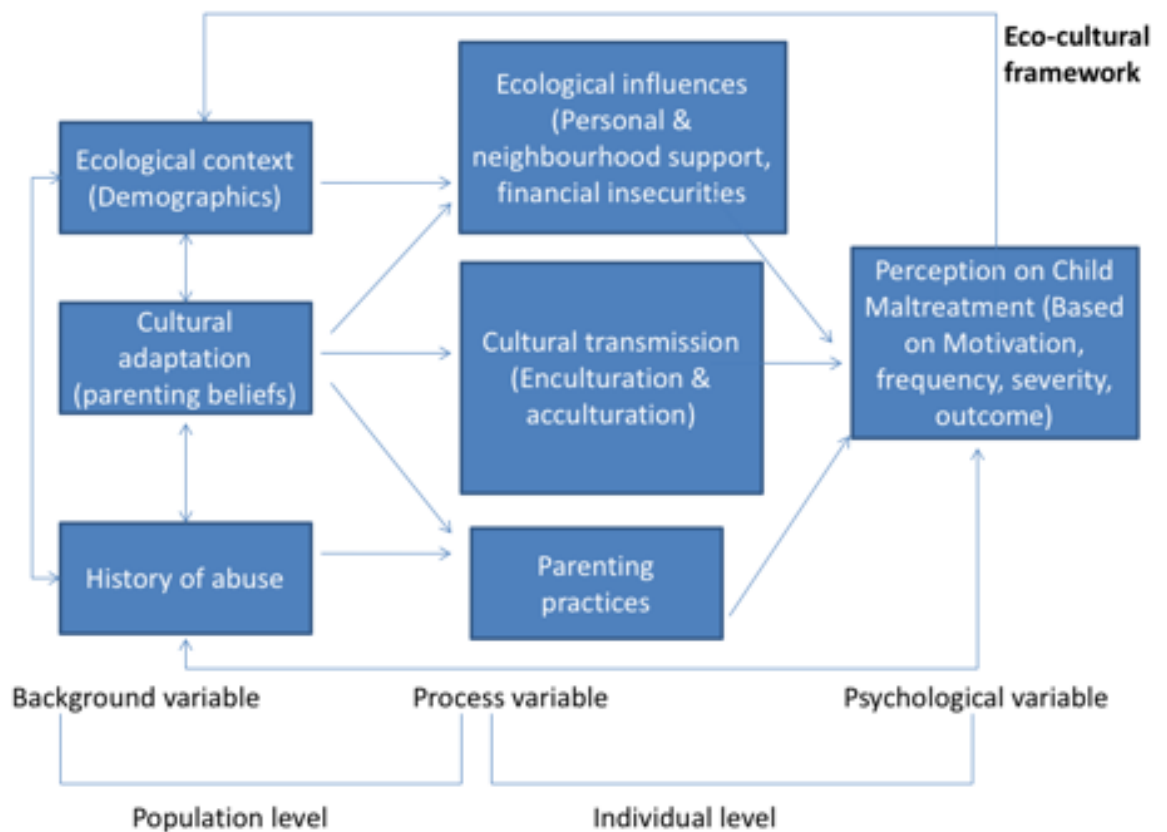 Eco-cultural
framework
Ecological context
(Demographics)
Cultural
adaptation
(parenting beliefs)
History of abuse
Ecological influences
(Personal &
neighbourhood support,
financial insecurities
Cultural transmission
(Enculturation &
acculturation)
Parenting
practices
Perception on Child
Maltreatment (Based
on Motivation,
frequency, severity,
outcome)
Background variable
Process variable
Psychological variable
Population level
Individual level